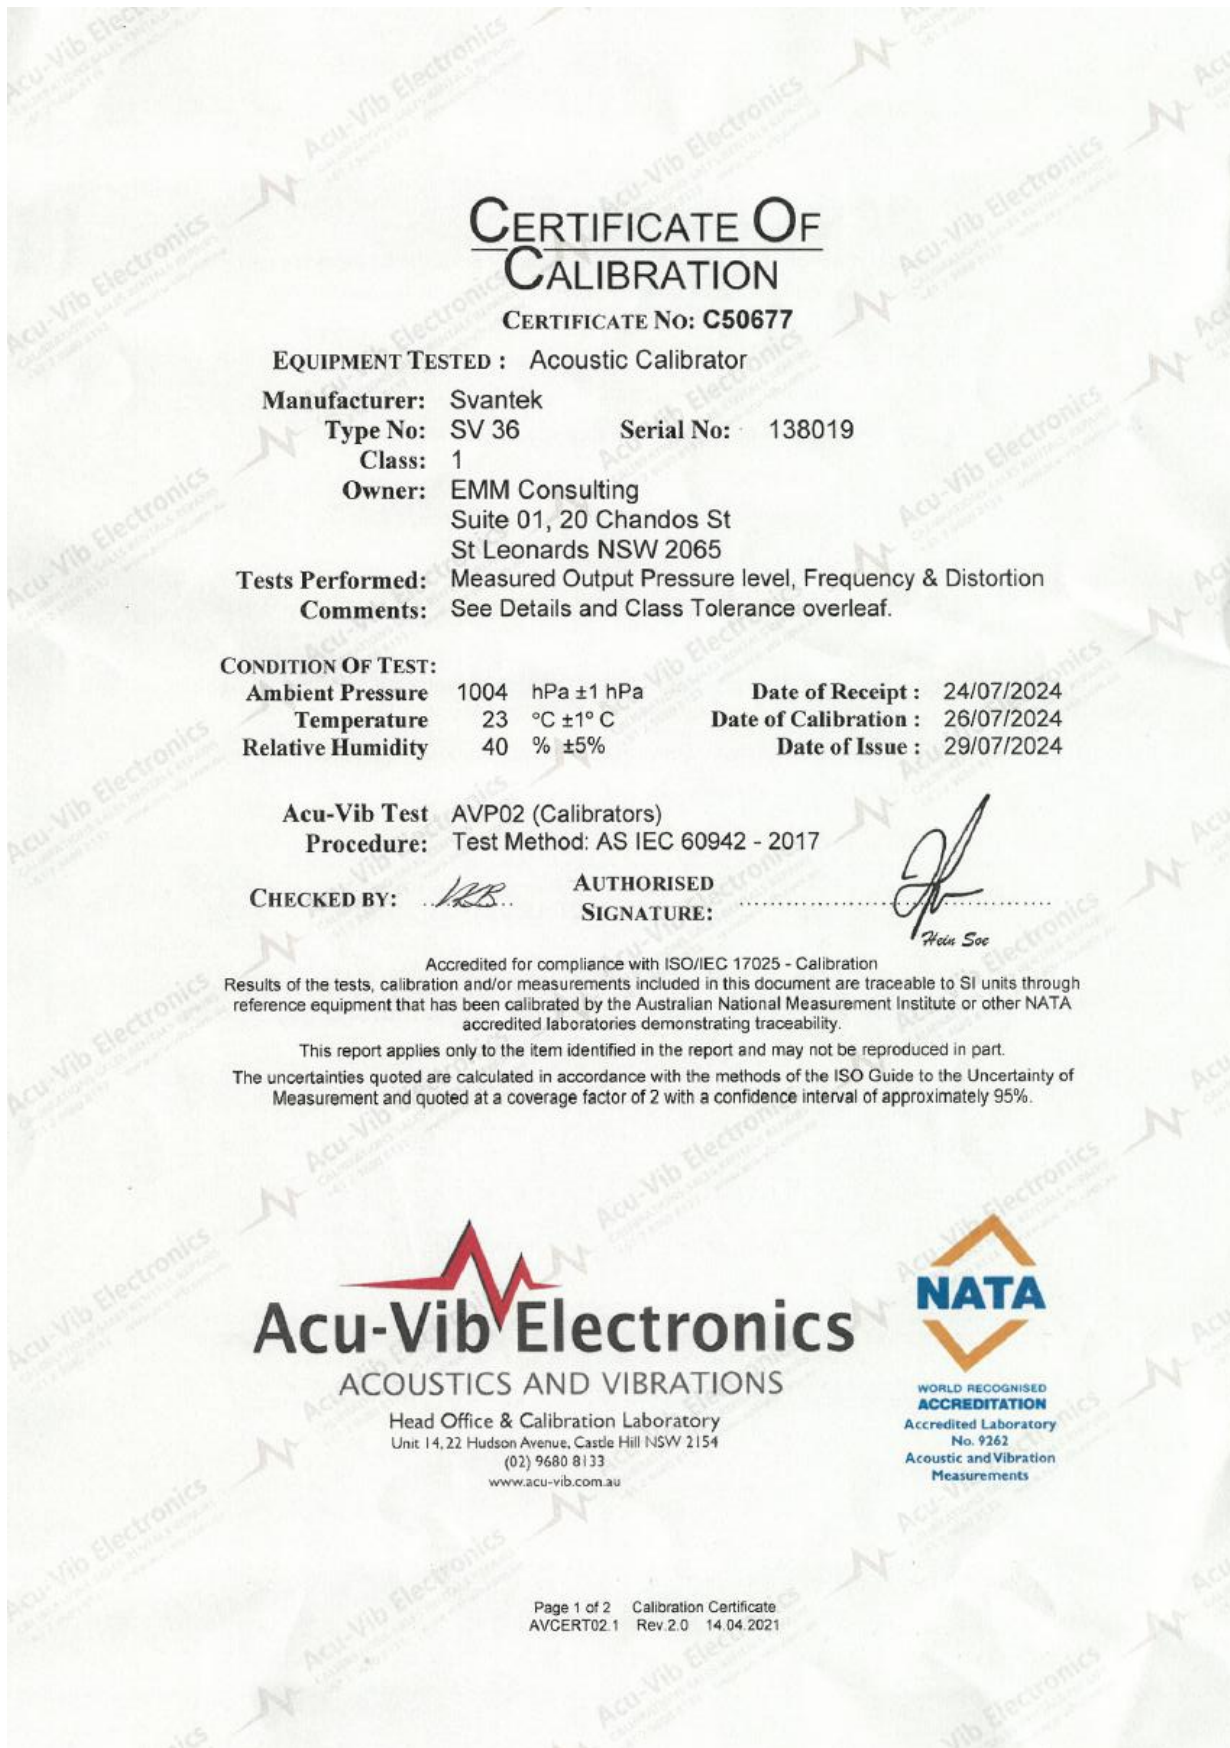 CERTIFICATE OF
CALIBRATION
CERTIFICATE NO: C50677
EQUIPMENT TESTED : Acoustic Calibrator
Manufacturer: Svantek
Type No: SV 36 Serial No: 138019
Class: 1
Owner: EMM Consulting
Suite 01, 20 Chandos St
St Leonards NSW 2065
Tests Performed: Measured Output Pressure level, Frequency & Distortion
Comments: See Details and Class Tolerance overleaf.
CONDITION OF TEST:
Ambient Pressure 1004 hPa ±1 hPa Date of Receipt : 24/07/2024
Temperature 23 °C ±1° C Date of Calibration : 26/07/2024
Relative Humidity 40 % ±5% Date of Issue : 29/07/2024
Acu-Vib Test AVP02 (Calibrators)
Procedure: Test Method: AS IEC 60942 - 2017
CHECKED BY: AUTHORISED
SIGNATURE:
Hein Soe
Accredited for compliance with ISO/IEC 17025 - Calibration
Results of the tests, calibration and/or measurements included in this document are traceable to SI units through
reference equipment that has been calibrated by the Australian National Measurement Institute or other NATA
accredited laboratories demonstrating traceability.
This report applies only to the item identified in the report and may not be reproduced in part.
The uncertainties quoted are calculated in accordance with the methods of the ISO Guide to the Uncertainty of
Measurement and quoted at a coverage factor of 2 with a confidence interval of approximately 95%.
Acu-Vib Electronics
ACOUSTICS AND VIBRATIONS
Head Office & Calibration Laboratory
Unit 14, 22 Hudson Avenue, Castle Hill NSW 2154
(02) 9680 8133
www.acu-vib.com.au
NATA
WORLD RECOGNISED
ACCREDITATION
Accredited Laboratory
No. 9262
Acoustic and Vibration
Measurements
Page 1 of 2 Calibration Certificate
AVCERT02.1 Rev.2.0 14.04.2021